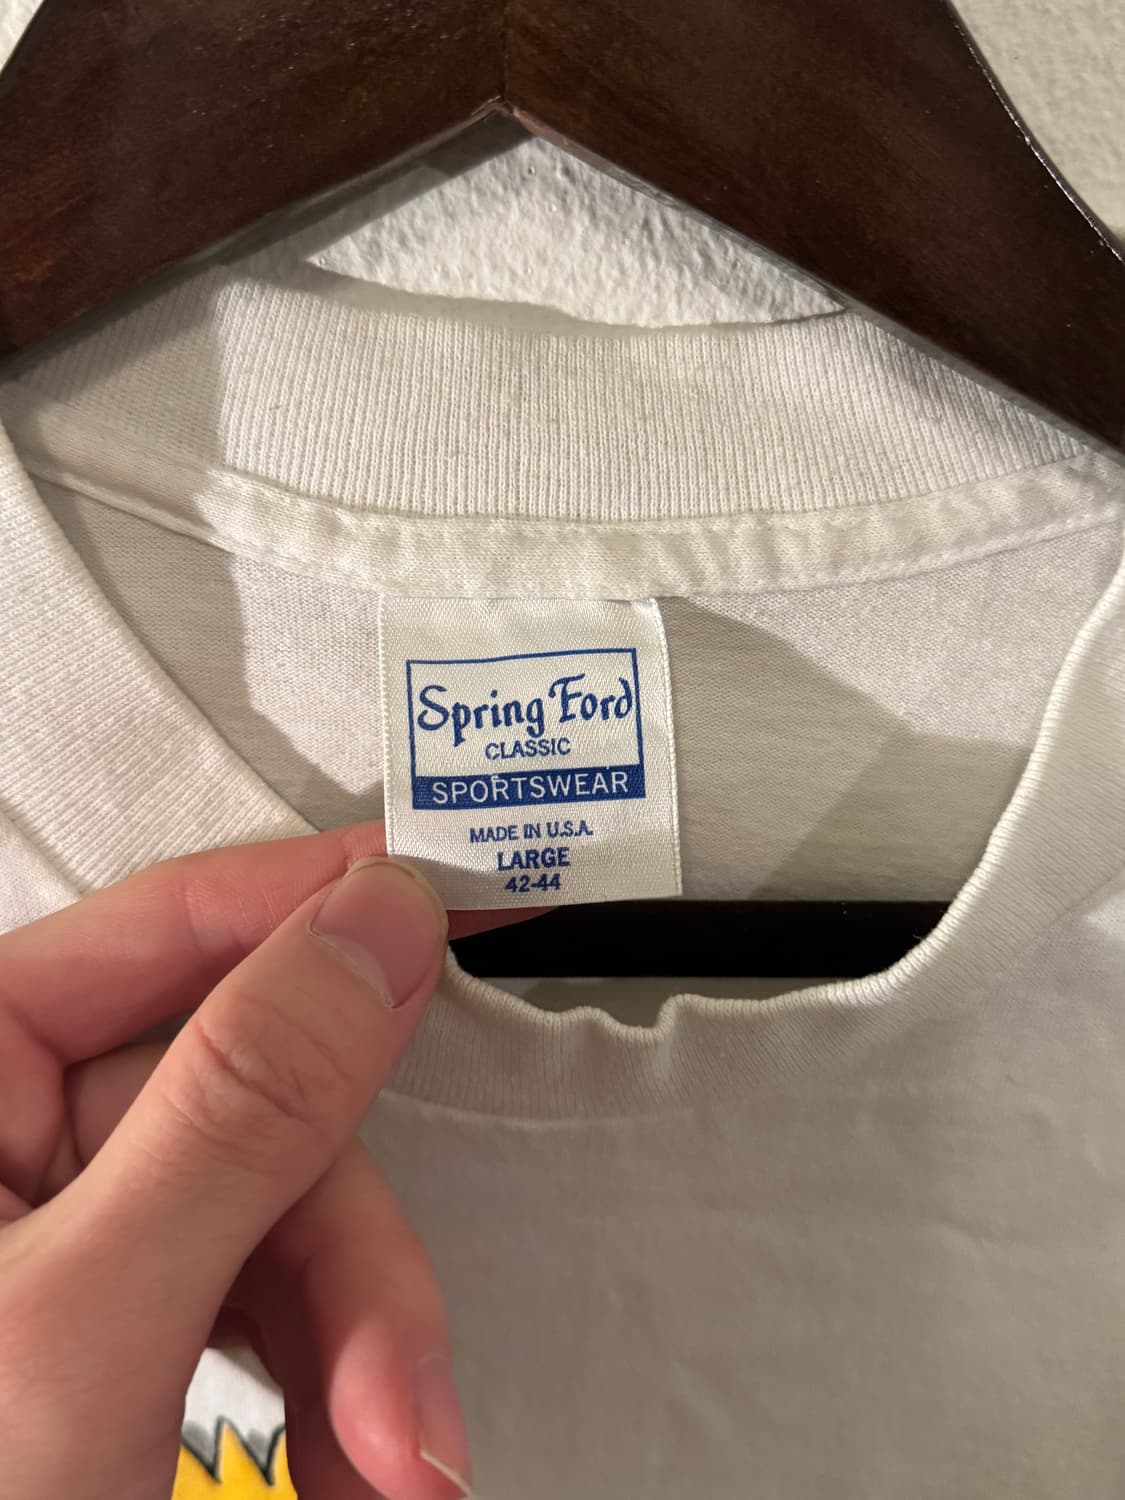 Spring Ford
CLASSIC
SPORTSWEAR
MADE IN U.S.A.
LARGE
42-44